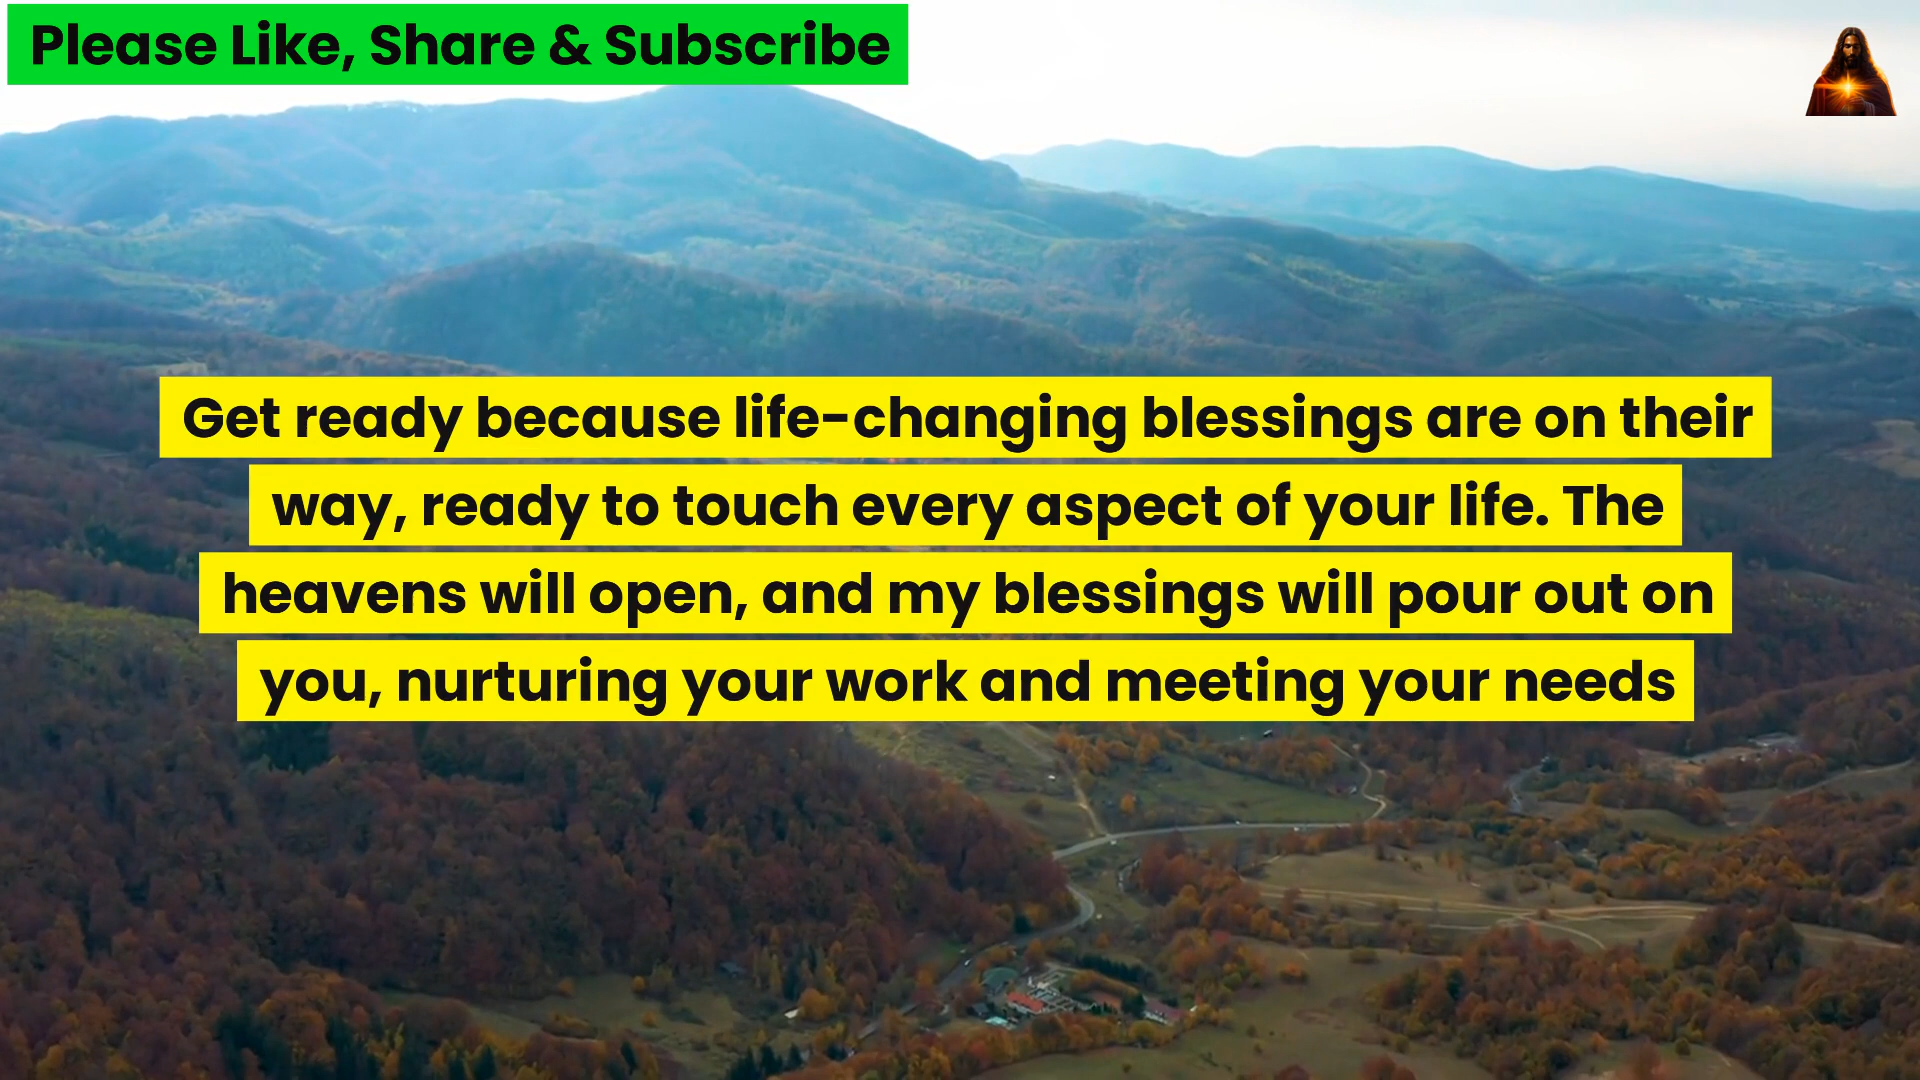 Please Like, Share & Subscribe
Get ready because life-changing blessings are on their
way, ready to touch every aspect of your life. The
heavens will open, and my blessings will pour out on
you, nurturing your work and meeting your needs